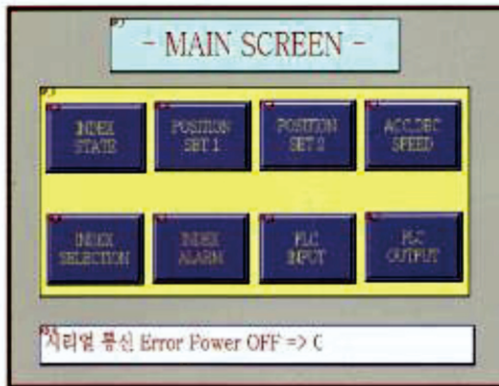 - MAIN SCREEN -
INDEX STATE
POSITION SET 1
POSITION SET 2
ACC,DEC SPEED
INDEX SELECTION
INDEX ALARM
PLC INPUT
PLC OUTPUT
시리얼 통신 Error Power OFF => C